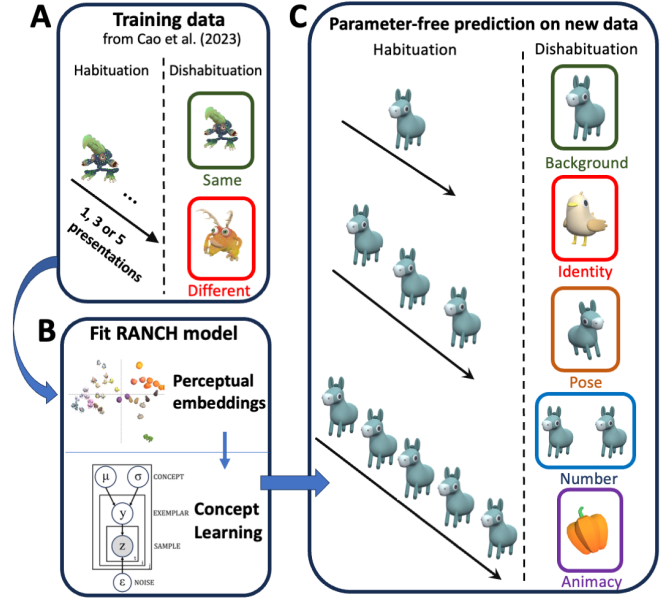 A
Training data
from Cao et al. (2023)
Habituation
Dishabituation
...
1, 3 or 5
presentations
Same
Different
B
Fit RANCH model
Perceptual
embeddings
Concept
Learning
μ
σ
CONCEPT
y
EXEMPLAR
z
SAMPLE
ε
NOISE
C
Parameter-free prediction on new data
Habituation
Dishabituation
Background
Identity
Pose
Number
Animacy